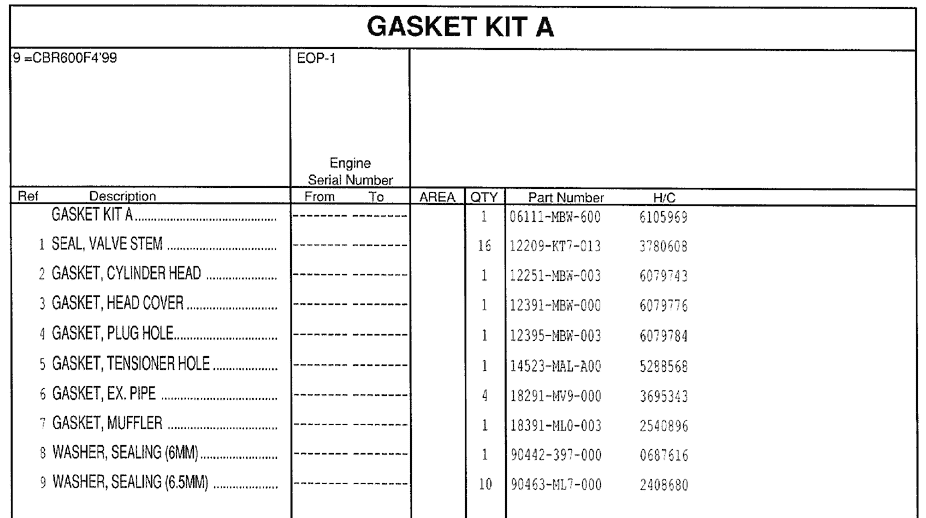 GASKET KIT A
9 =CBR600F4'99 EOP-1
Engine
Serial Number
Ref Description From To AREA QTY Part Number H/C
GASKET KIT A........................................ -------- -------- 1 06111-MBW-600 6105969
1 SEAL, VALVE STEM ............................... -------- -------- 16 12209-KT7-013 3780608
2 GASKET, CYLINDER HEAD .................... -------- -------- 1 12251-MBW-003 6079743
3 GASKET, HEAD COVER ......................... -------- -------- 1 12391-MBW-000 6079776
4 GASKET, PLUG HOLE............................. -------- -------- 1 12395-MBW-003 6079784
5 GASKET, TENSIONER HOLE .................. -------- -------- 1 14523-MAL-A00 5288568
6 GASKET, EX. PIPE ................................. -------- -------- 4 18291-MV9-000 3695343
7 GASKET, MUFFLER ............................... -------- -------- 1 18391-ML0-003 2540896
8 WASHER, SEALING (6MM)...................... -------- -------- 1 90442-397-000 0687616
9 WASHER, SEALING (6.5MM) .................. -------- -------- 10 90463-ML7-000 2408680